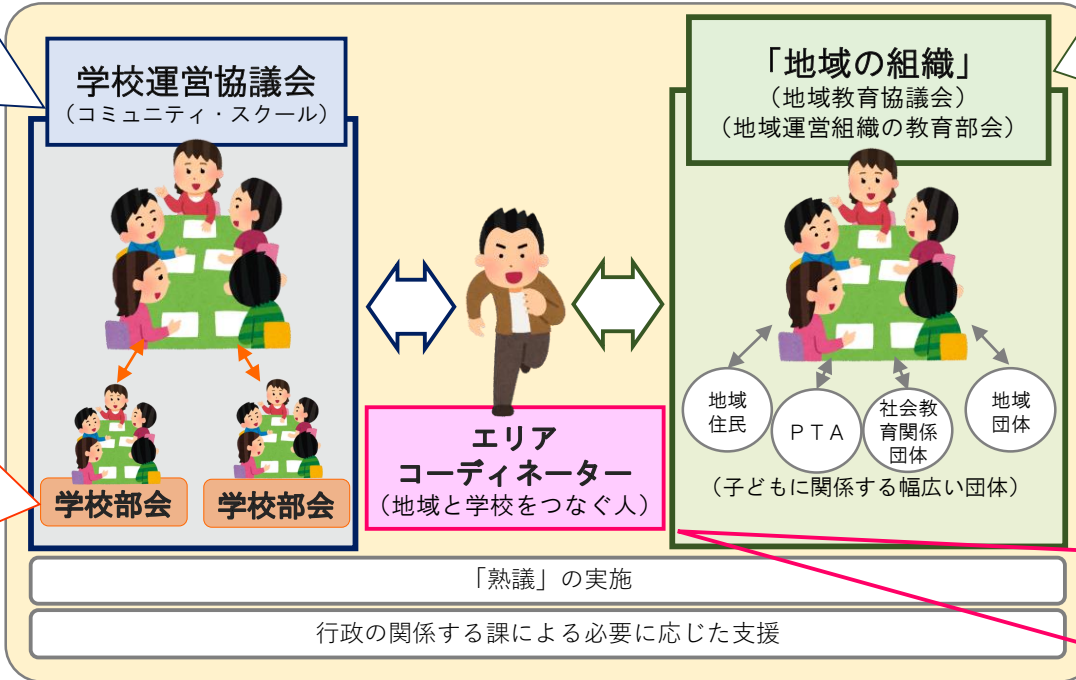 学校運営協議会
(コミュニティ・スクール)
学校部会
学校部会
エリア
コーディネーター
(地域と学校をつなぐ人)
「地域の組織」
(地域教育協議会)
(地域運営組織の教育部会)
地域
住民
PTA
社会教
育関係
団体
地域
団体
(子どもに関係する幅広い団体)
「熟議」の実施
行政の関係する課による必要に応じた支援